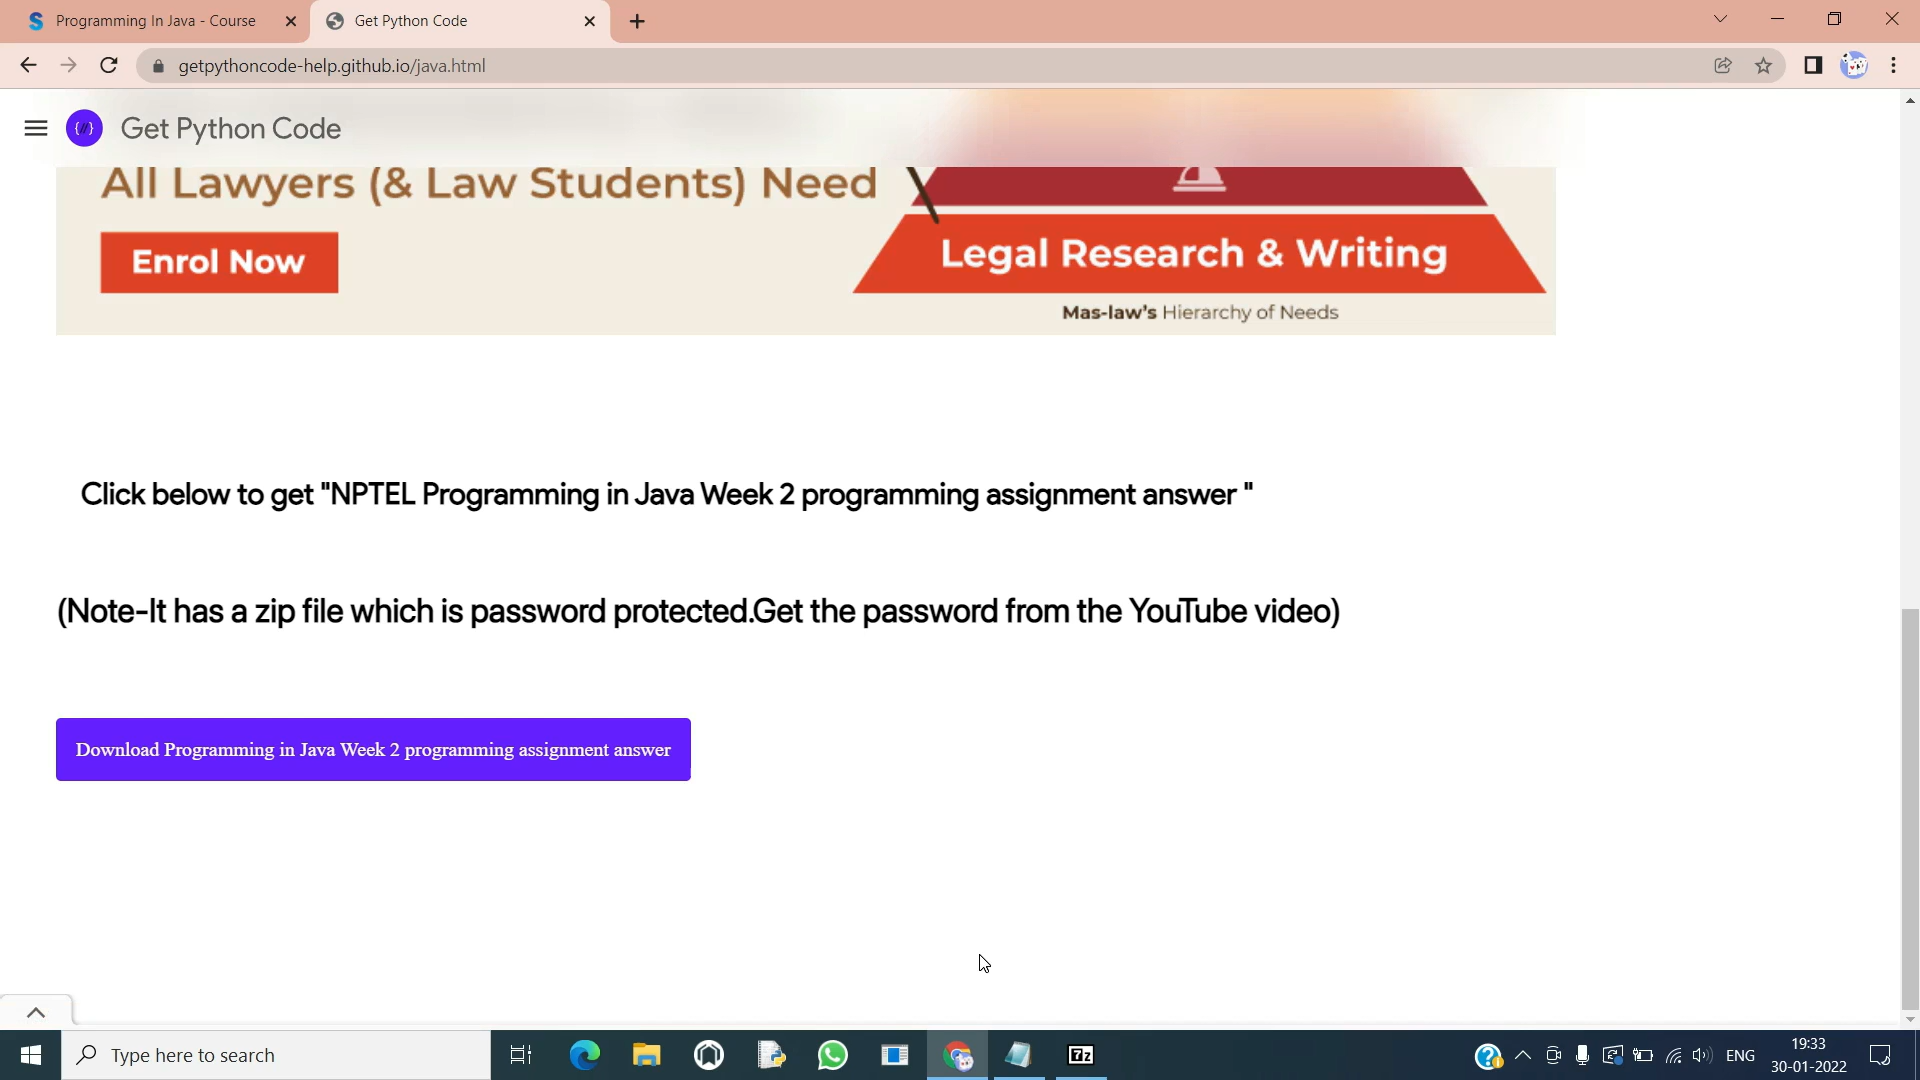 Programming In Java - Course
Get Python Code
getpythoncode-help.github.io/java.html
{/} Get Python Code
All Lawyers (& Law Students) Need
Enrol Now
Legal Research & Writing
Mas-law's Hierarchy of Needs
Click below to get "NPTEL Programming in Java Week 2 programming assignment answer "
(Note-It has a zip file which is password protected.Get the password from the YouTube video)
Download Programming in Java Week 2 programming assignment answer
Type here to search
7z
ENG
19:33
30-01-2022